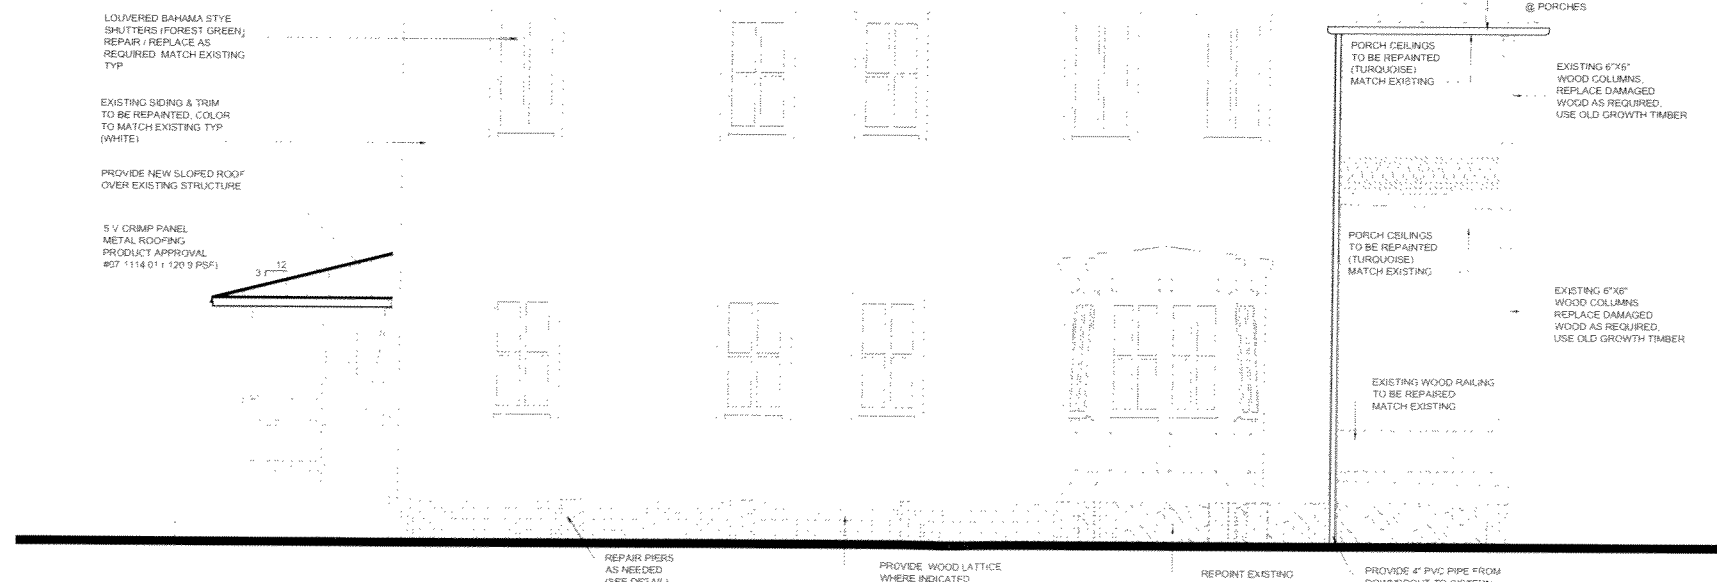 LOUVERED BAHAMA STYE
SHUTTERS (FOREST GREEN)
REPAIR / REPLACE AS
REQUIRED MATCH EXISTING
TYP
EXISTING SIDING & TRIM
TO BE REPAINTED, COLOR
TO MATCH EXISTING TYP
(WHITE)
PROVIDE NEW SLOPED ROOF
OVER EXISTING STRUCTURE
5 V CRIMP PANEL
METAL ROOFING
PRODUCT APPROVAL
12
3
@ PORCHES
PORCH CEILINGS
TO BE REPAINTED
(TURQUOISE)
MATCH EXISTING
EXISTING 6"X6"
WOOD COLUMNS,
REPLACE DAMAGED
WOOD AS REQUIRED,
USE OLD GROWTH TIMBER
PORCH CEILINGS
TO BE REPAINTED
(TURQUOISE)
MATCH EXISTING
EXISTING 6"X6"
WOOD COLUMNS
REPLACE DAMAGED
WOOD AS REQUIRED,
USE OLD GROWTH TIMBER
EXISTING WOOD RAILING
TO BE REPAIRED
MATCH EXISTING
REPAIR PIERS
AS NEEDED
(SEE DETAIL)
PROVIDE WOOD LATTICE
WHERE INDICATED
REPOINT EXISTING
PROVIDE 4" PVC PIPE FROM
DOWNSPOUT TO CISTERN